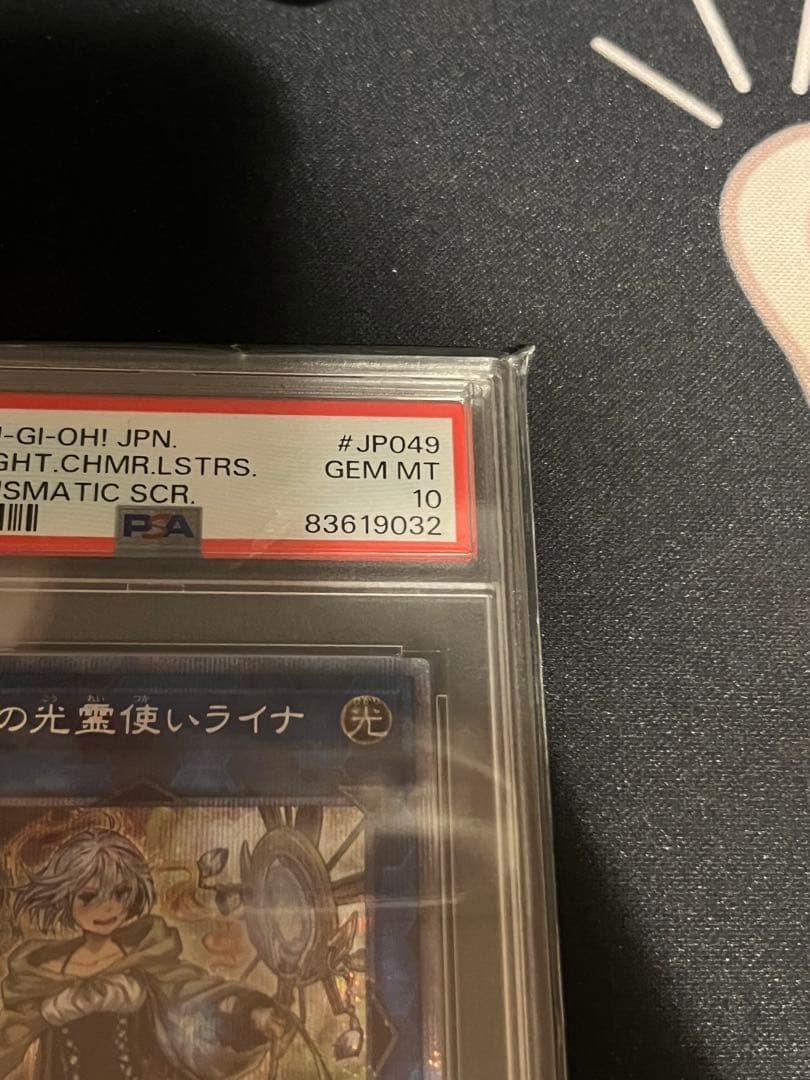 -GI-OH! JPN.
#JP049
GHT.CHMR.LSTRS.
GEM MT
SMATIC SCR.
10
PSA
83619032
の光霊使いライナ
光